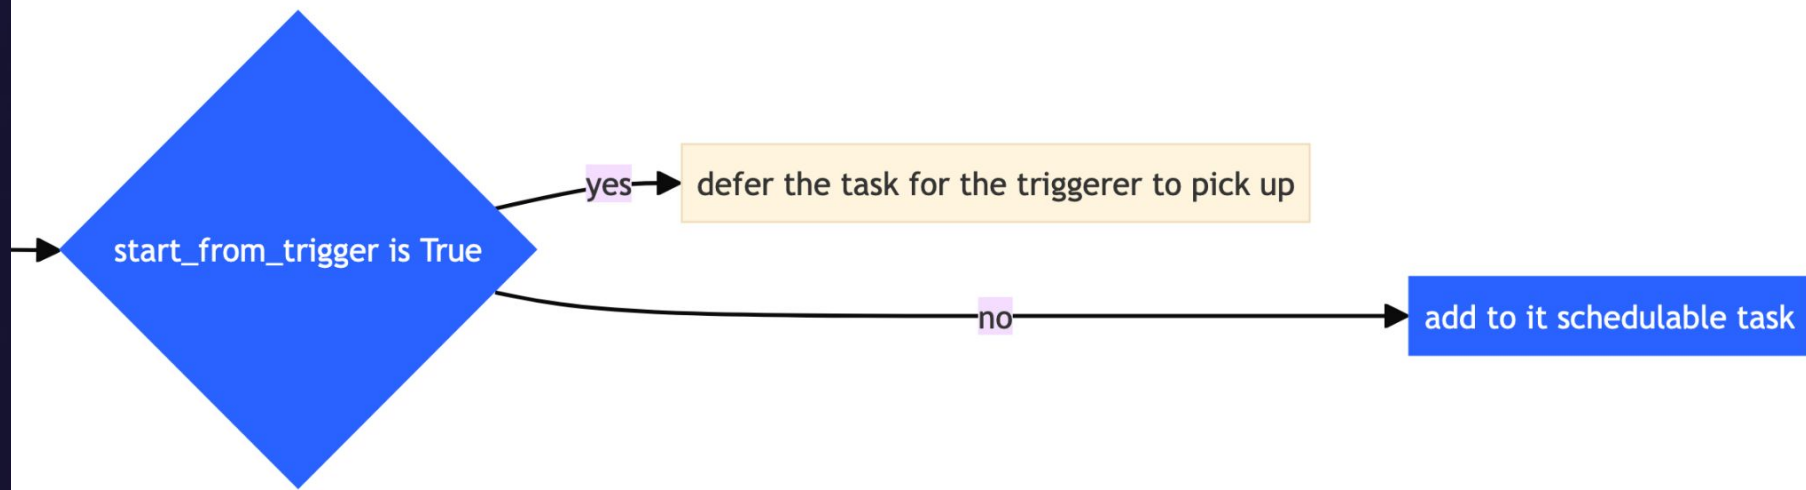 start_from_trigger is True
yes
defer the task for the triggerer to pick up
no
add to it schedulable task